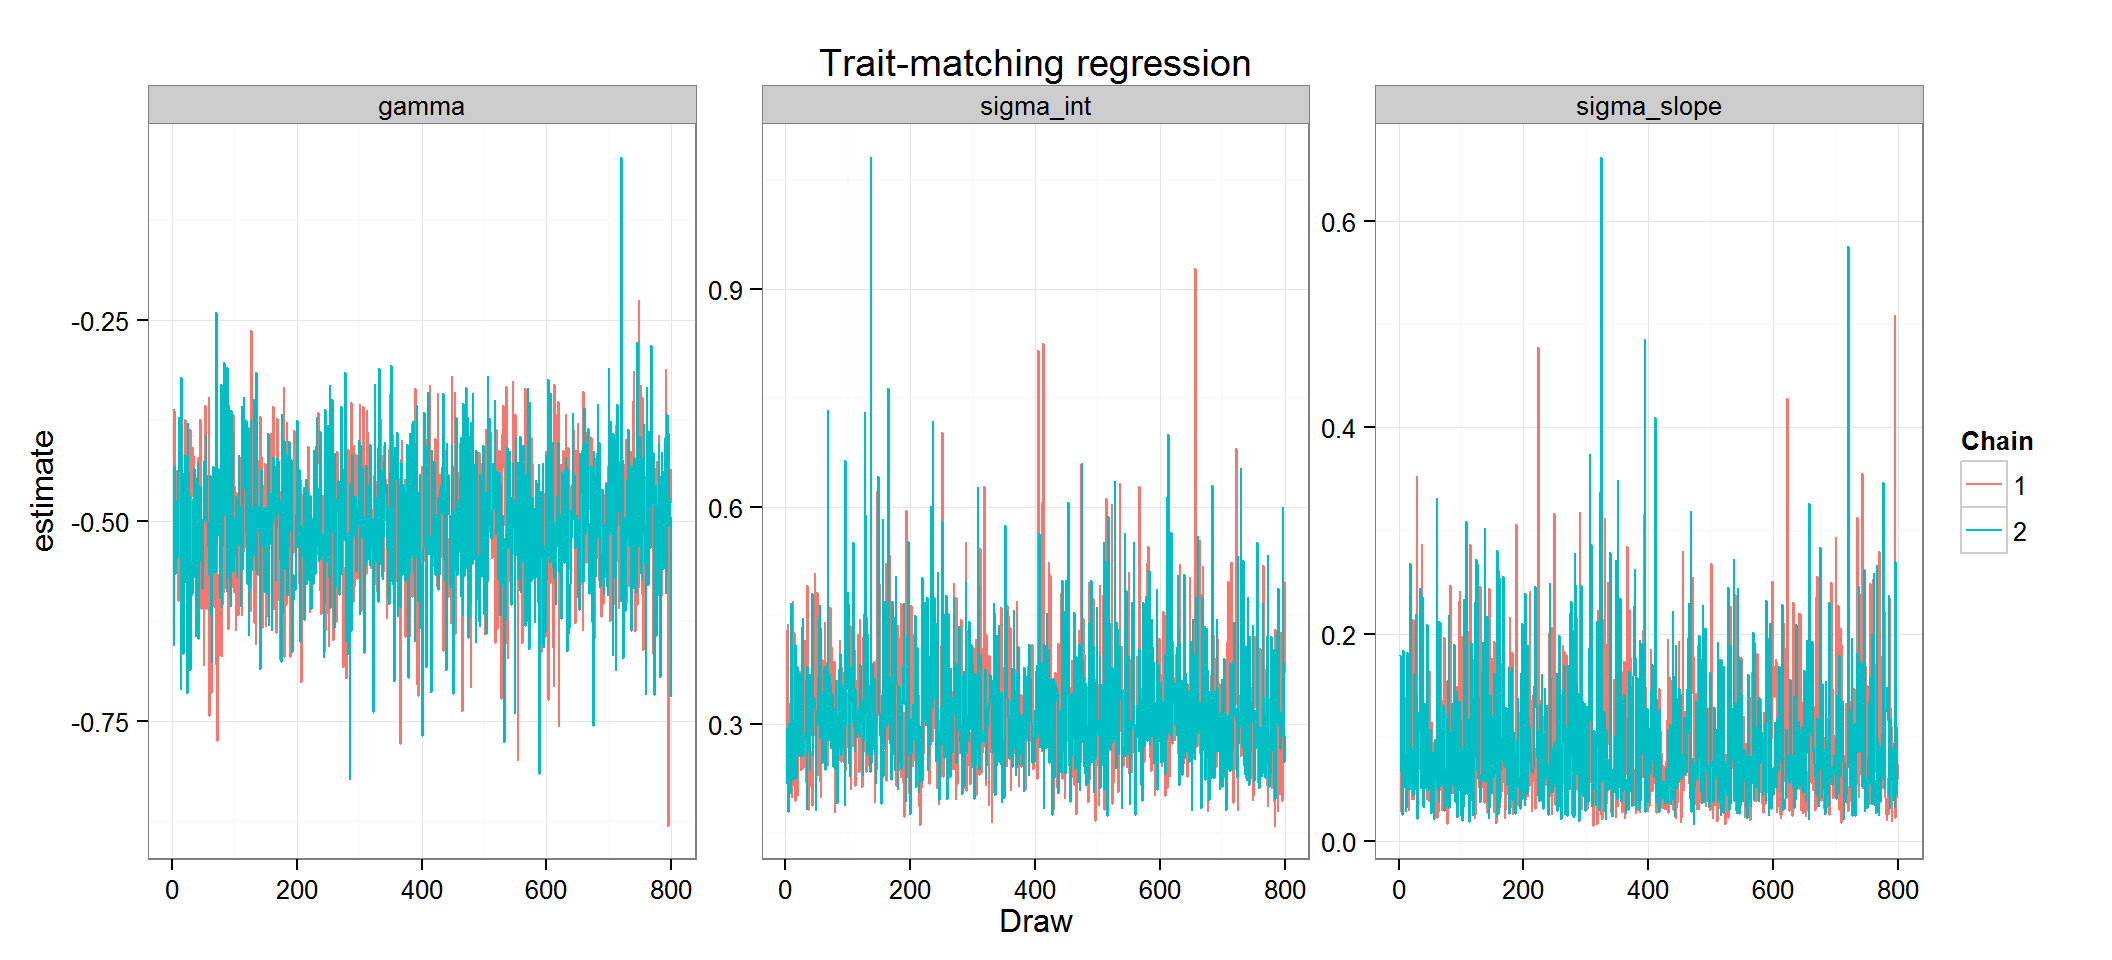 Trait-matching regression
gamma
sigma_int
sigma_slope
estimate
-0.25
-0.50
-0.75
0.9
0.6
0.3
0.6
0.4
0.2
0.0
0 200 400 600 800
0 200 400 600 800
0 200 400 600 800
Draw
Chain
1
2